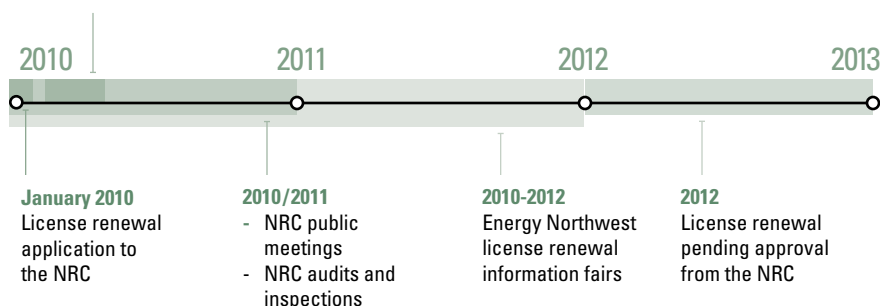 2010 2011 2012 2013
January 2010
License renewal
application to
the NRC
2010/2011
- NRC public
meetings
- NRC audits and
inspections
2010-2012
Energy Northwest
license renewal
information fairs
2012
License renewal
pending approval
from the NRC